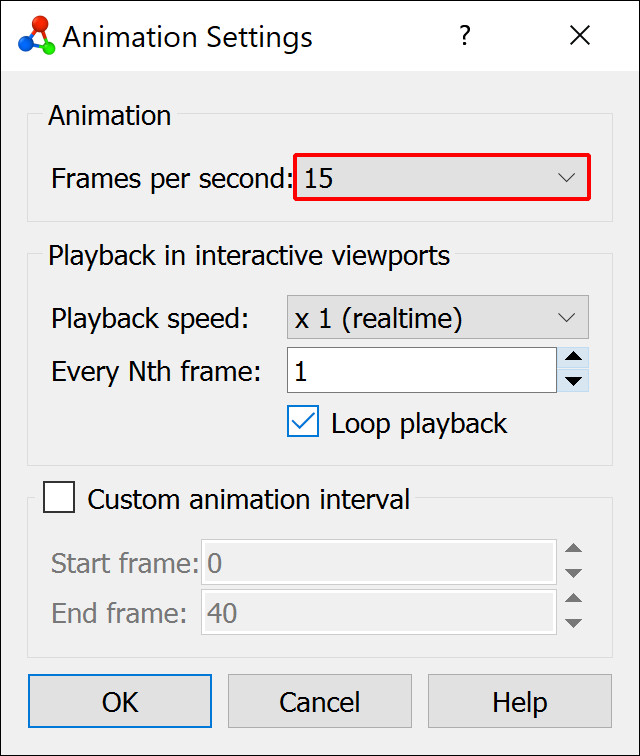 Animation Settings ?
Animation
Frames per second: 15
Playback in interactive viewports
Playback speed: x 1 (realtime)
Every Nth frame: 1
Loop playback
Custom animation interval
Start frame: 0
End frame: 40
OK Cancel Help